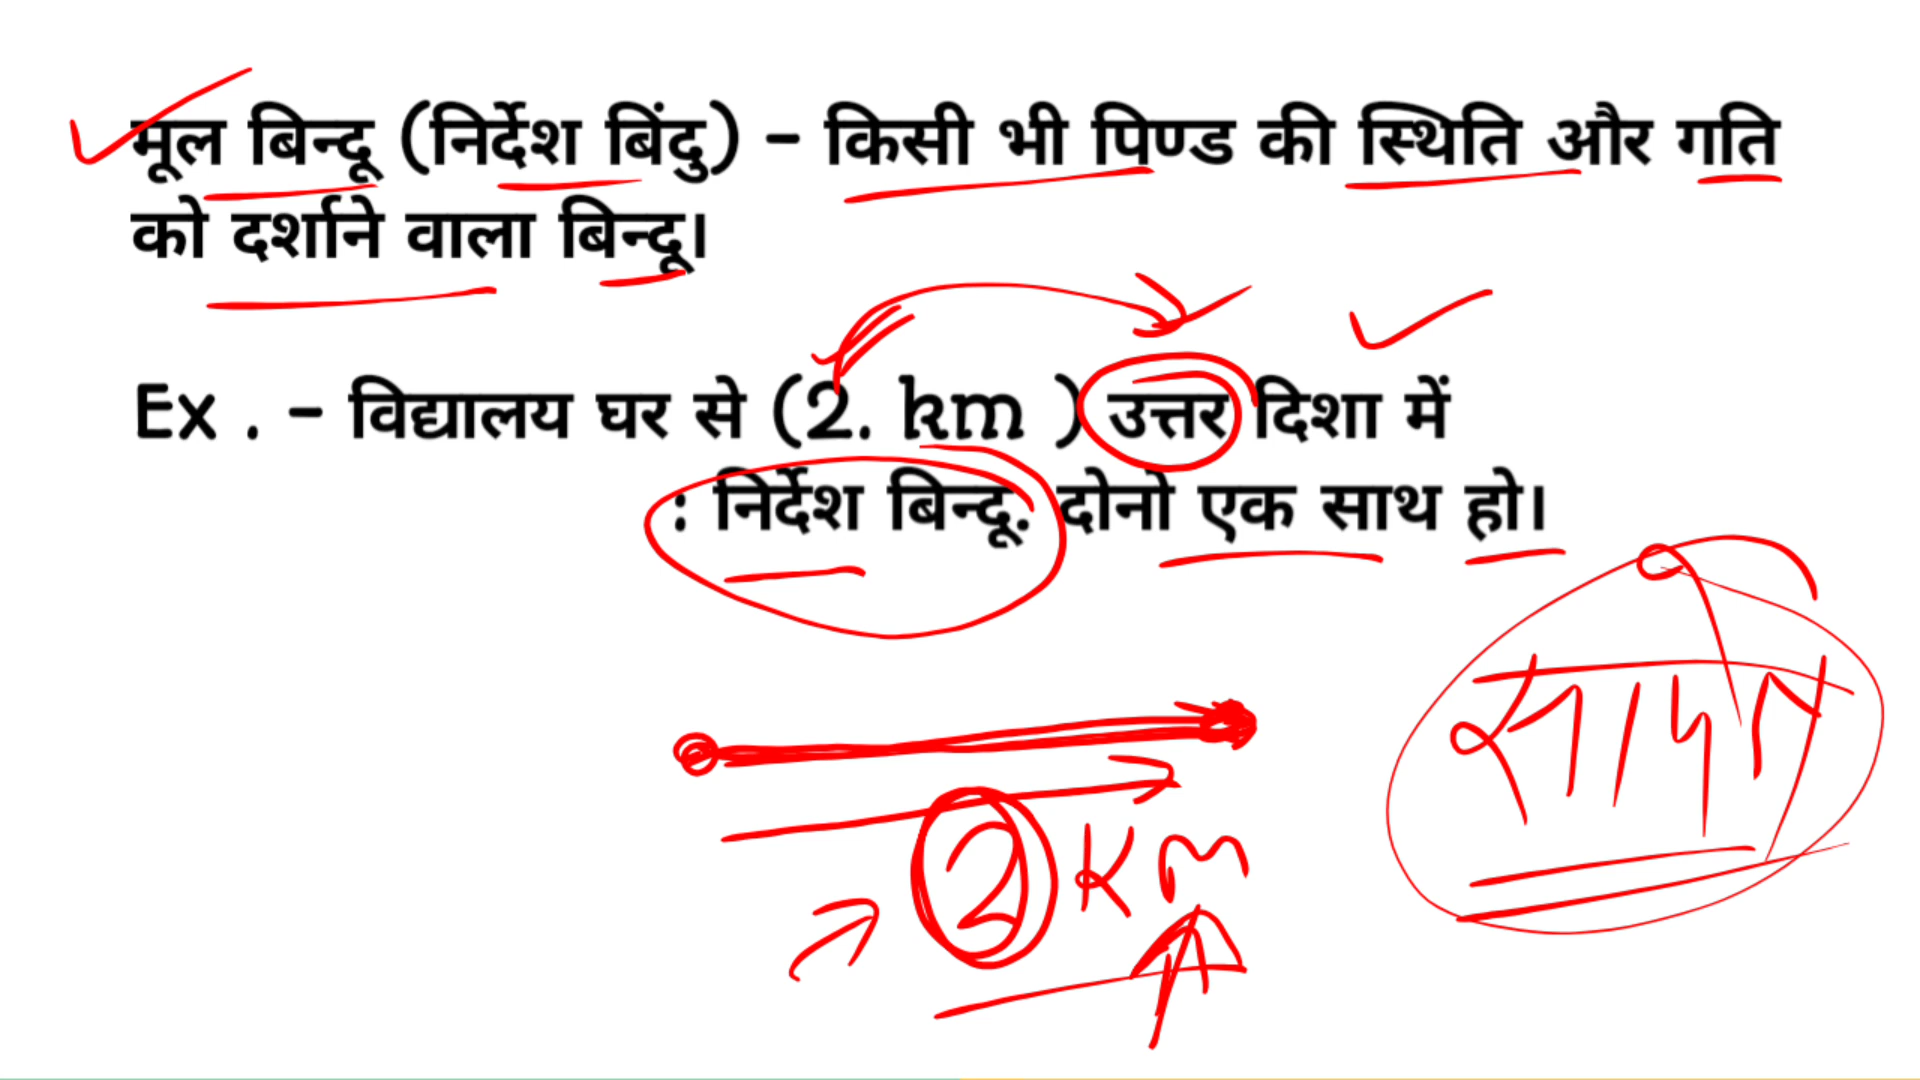 मूल बिन्दू (निर्देश बिंदु) – किसी भी पिण्ड की स्थिति और गति
को दर्शाने वाला बिन्दू।
Ex . – विद्यालय घर से (2. km ) उत्तर दिशा में
: निर्देश बिन्दू. दोनो एक साथ हो।
2 Km